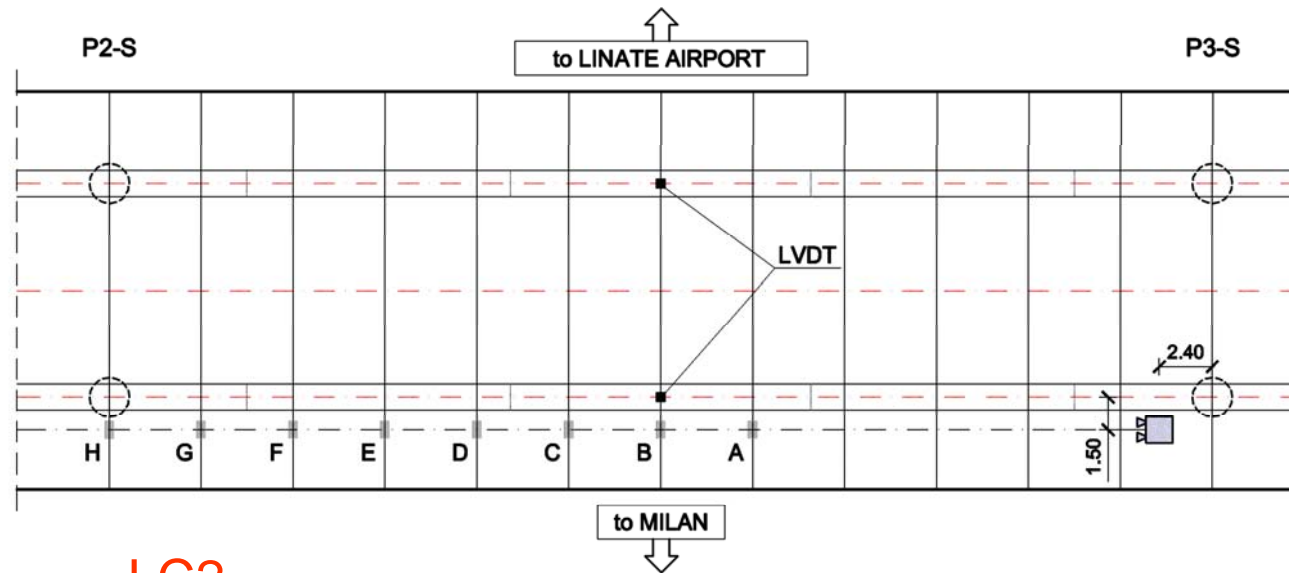 P2-S
to LINATE AIRPORT
P3-S
LVDT
2.40
1.50
H G F E D C B A
to MILAN